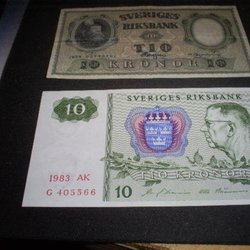 SVERIGES
RIKSBANK
TIO
10 KRONOR 10
10
SVERIGES RIKSBANK
1983 AK
G 405566
10
TIO KRONOR